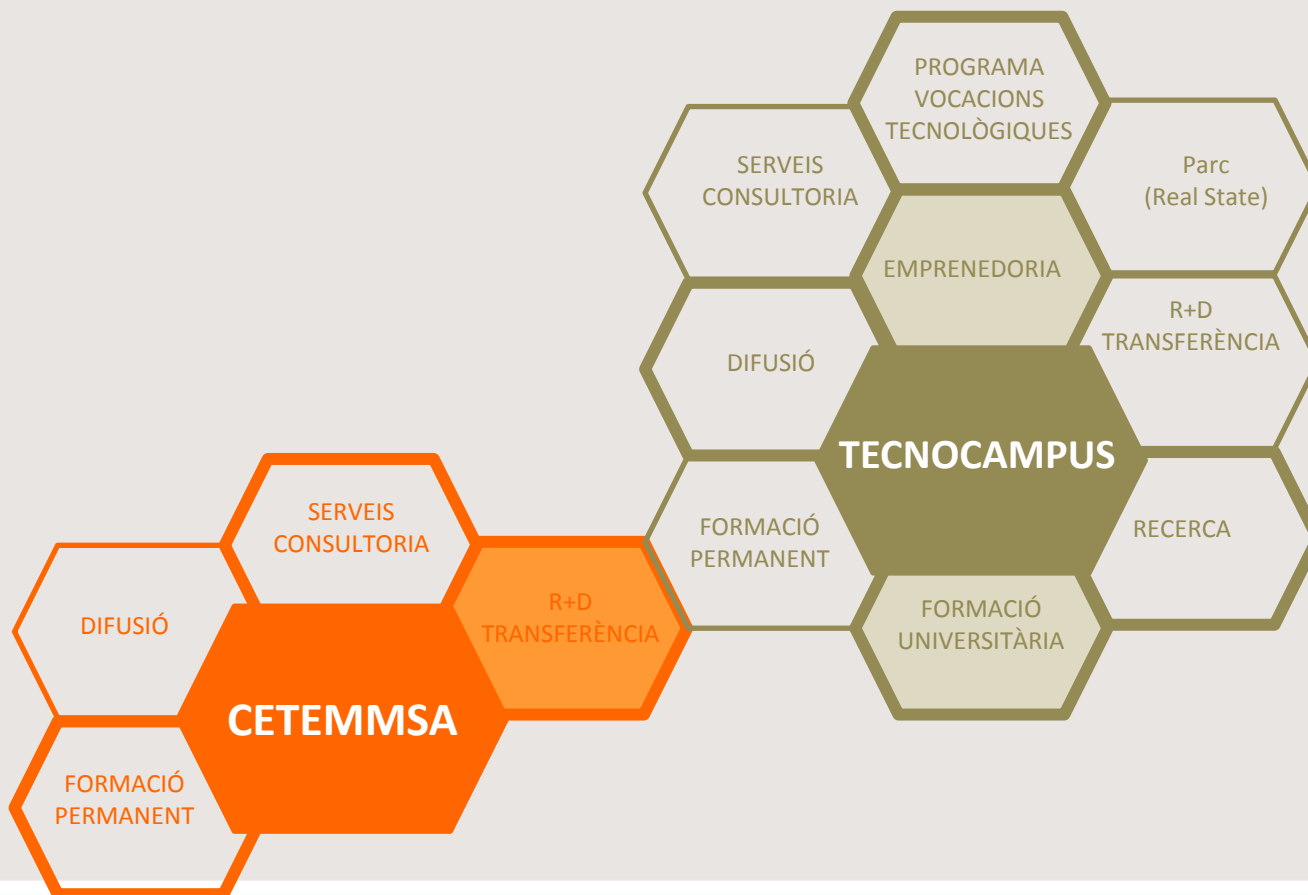 PROGRAMA
VOCACIONS
TECNOLÒGIQUES
SERVEIS
CONSULTORIA
Parc
(Real State)
EMPRENEDORIA
R+D
TRANSFERÈNCIA
DIFUSIÓ
TECNOCAMPUS
FORMACIÓ
PERMANENT
RECERCA
FORMACIÓ
UNIVERSITÀRIA
SERVEIS
CONSULTORIA
R+D
TRANSFERÈNCIA
DIFUSIÓ
CETEMMSA
FORMACIÓ
PERMANENT